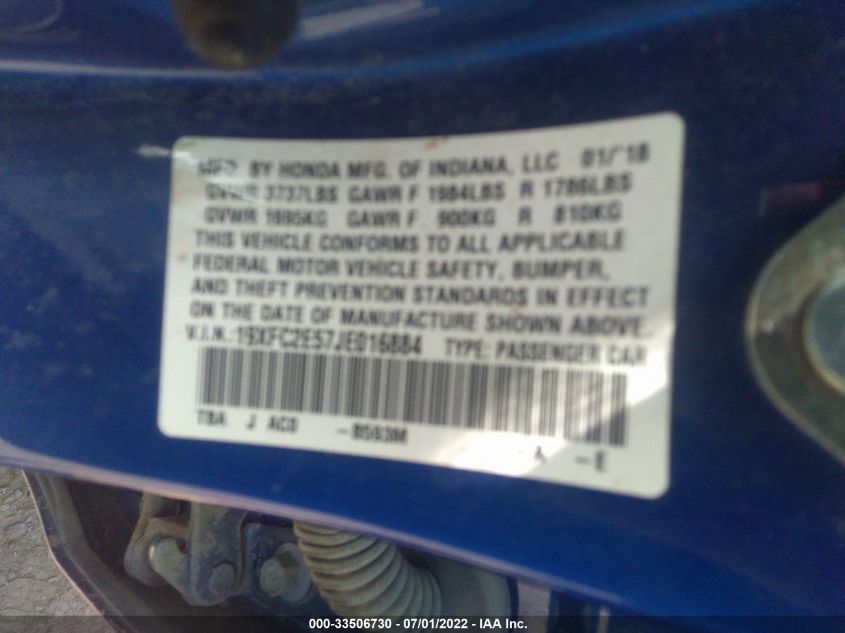 MFD. BY HONDA MFG. OF INDIANA, LLC 01/18
GVWR 3737LBS GAWR F 1984LBS R 1786LBS
GVWR 1695KG GAWR F 900KG R 810KG
THIS VEHICLE CONFORMS TO ALL APPLICABLE
FEDERAL MOTOR VEHICLE SAFETY, BUMPER,
AND THEFT PREVENTION STANDARDS IN EFFECT
ON THE DATE OF MANUFACTURE SHOWN ABOVE.
V.I.N.:19XFC2E57JE016884 TYPE: PASSENGER CAR
TBA J AC0 -B593M A -E
000-33506730 - 07/01/2022 - IAA Inc.